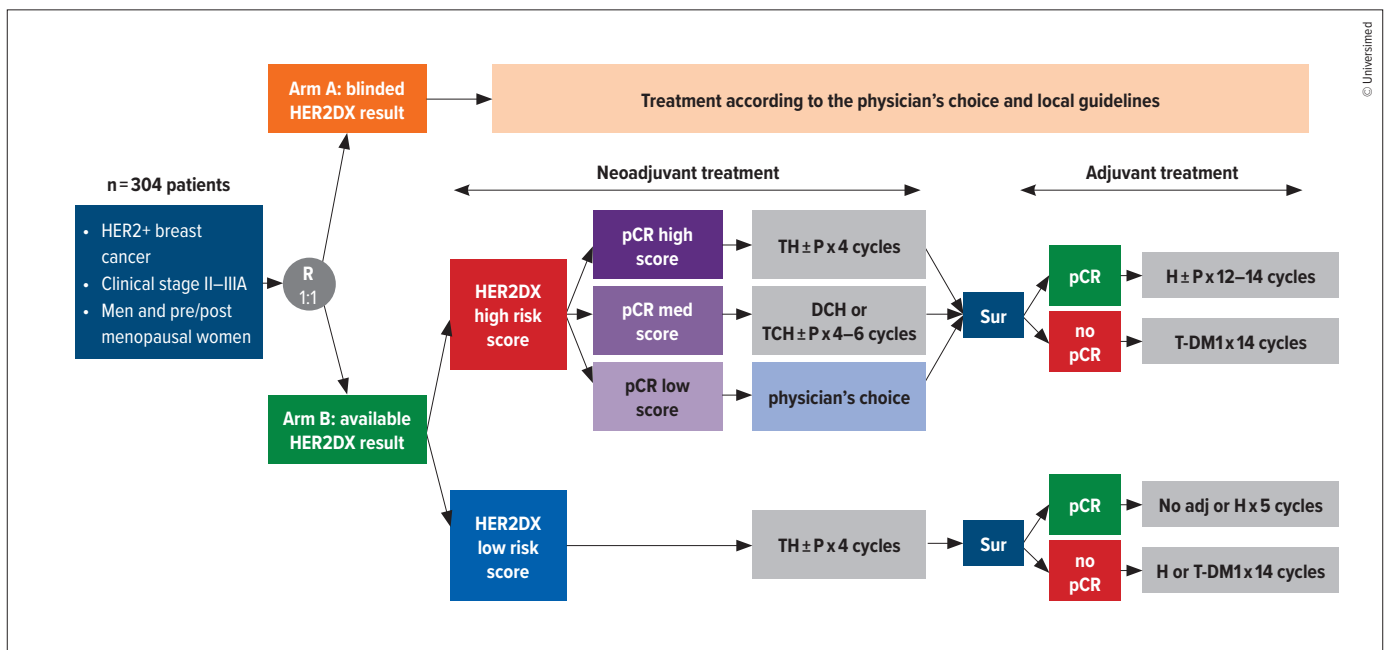 © Universimed
Arm A: blinded
HER2DX result
Treatment according to the physician's choice and local guidelines
n = 304 patients
• HER2+ breast
cancer
• Clinical stage II–IIIA
• Men and pre/post
menopausal women
R
1:1
Arm B: available
HER2DX result
Neoadjuvant treatment
Adjuvant treatment
HER2DX
high risk
score
pCR high
score
TH ± P x 4 cycles
pCR med
score
DCH or
TCH ± P x 4–6 cycles
pCR low
score
physician's choice
Sur
pCR
H ± P x 12–14 cycles
no
pCR
T-DM1 x 14 cycles
HER2DX
low risk
score
TH ± P x 4 cycles
Sur
pCR
No adj or H x 5 cycles
no
pCR
H or T-DM1 x 14 cycles